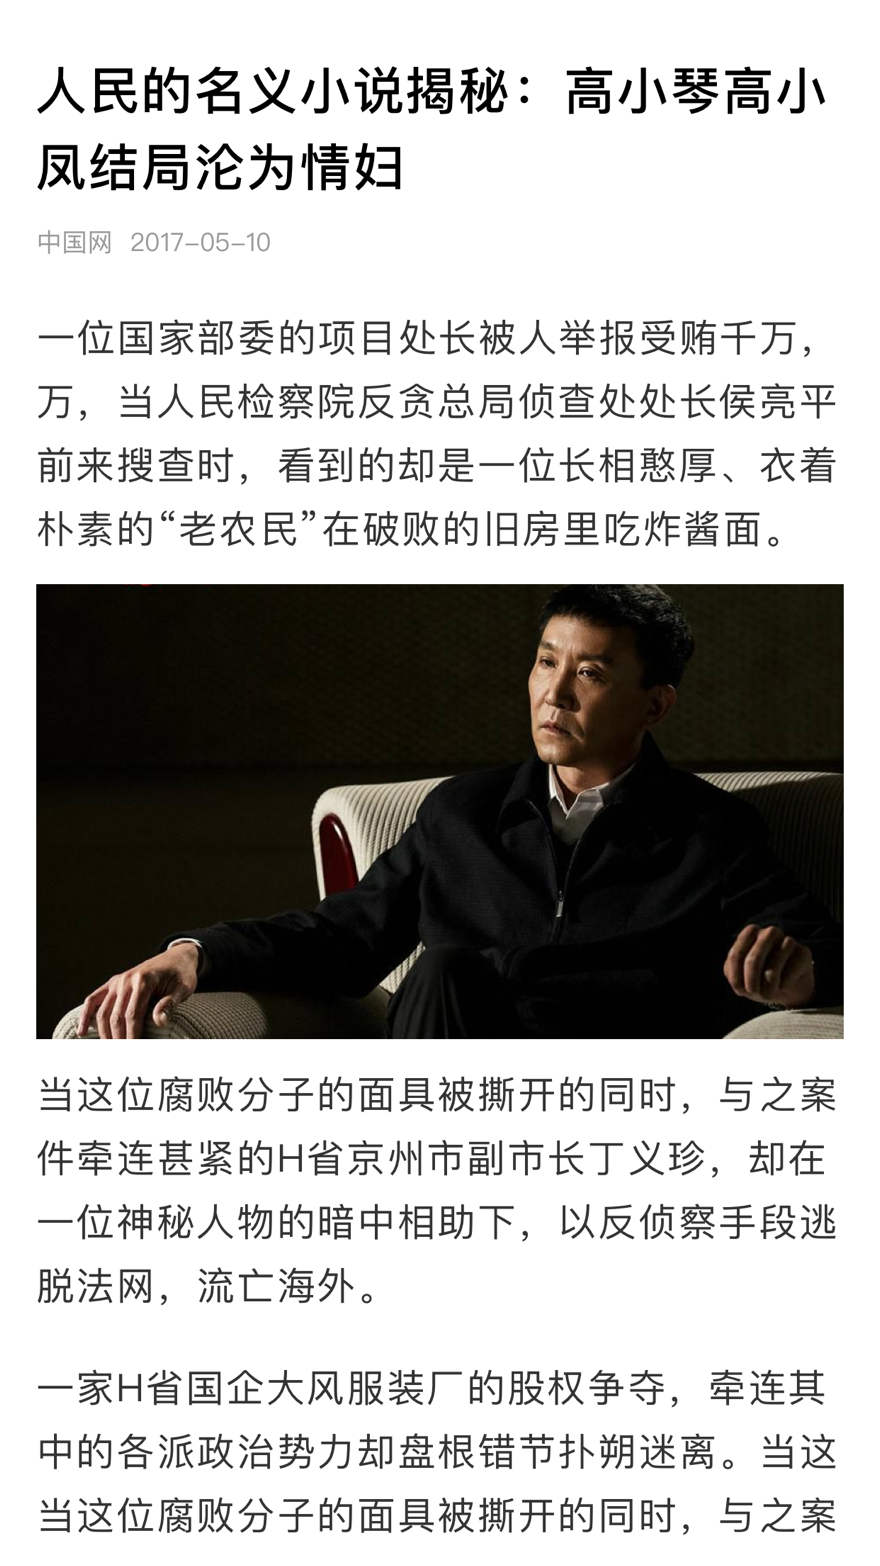 人民的名义小说揭秘：高小琴高小
凤结局沦为情妇
中国网 2017-05-10
一位国家部委的项目处长被人举报受贿千万，
万，当人民检察院反贪总局侦查处处长侯亮平
前来搜查时，看到的却是一位长相憨厚、衣着
朴素的“老农民”在破败的旧房里吃炸酱面。
当这位腐败分子的面具被撕开的同时，与之案
件牵连甚紧的H省京州市副市长丁义珍，却在
一位神秘人物的暗中相助下，以反侦察手段逃
脱法网，流亡海外。
一家H省国企大风服装厂的股权争夺，牵连其
中的各派政治势力却盘根错节扑朔迷离。当这
当这位腐败分子的面具被撕开的同时，与之案